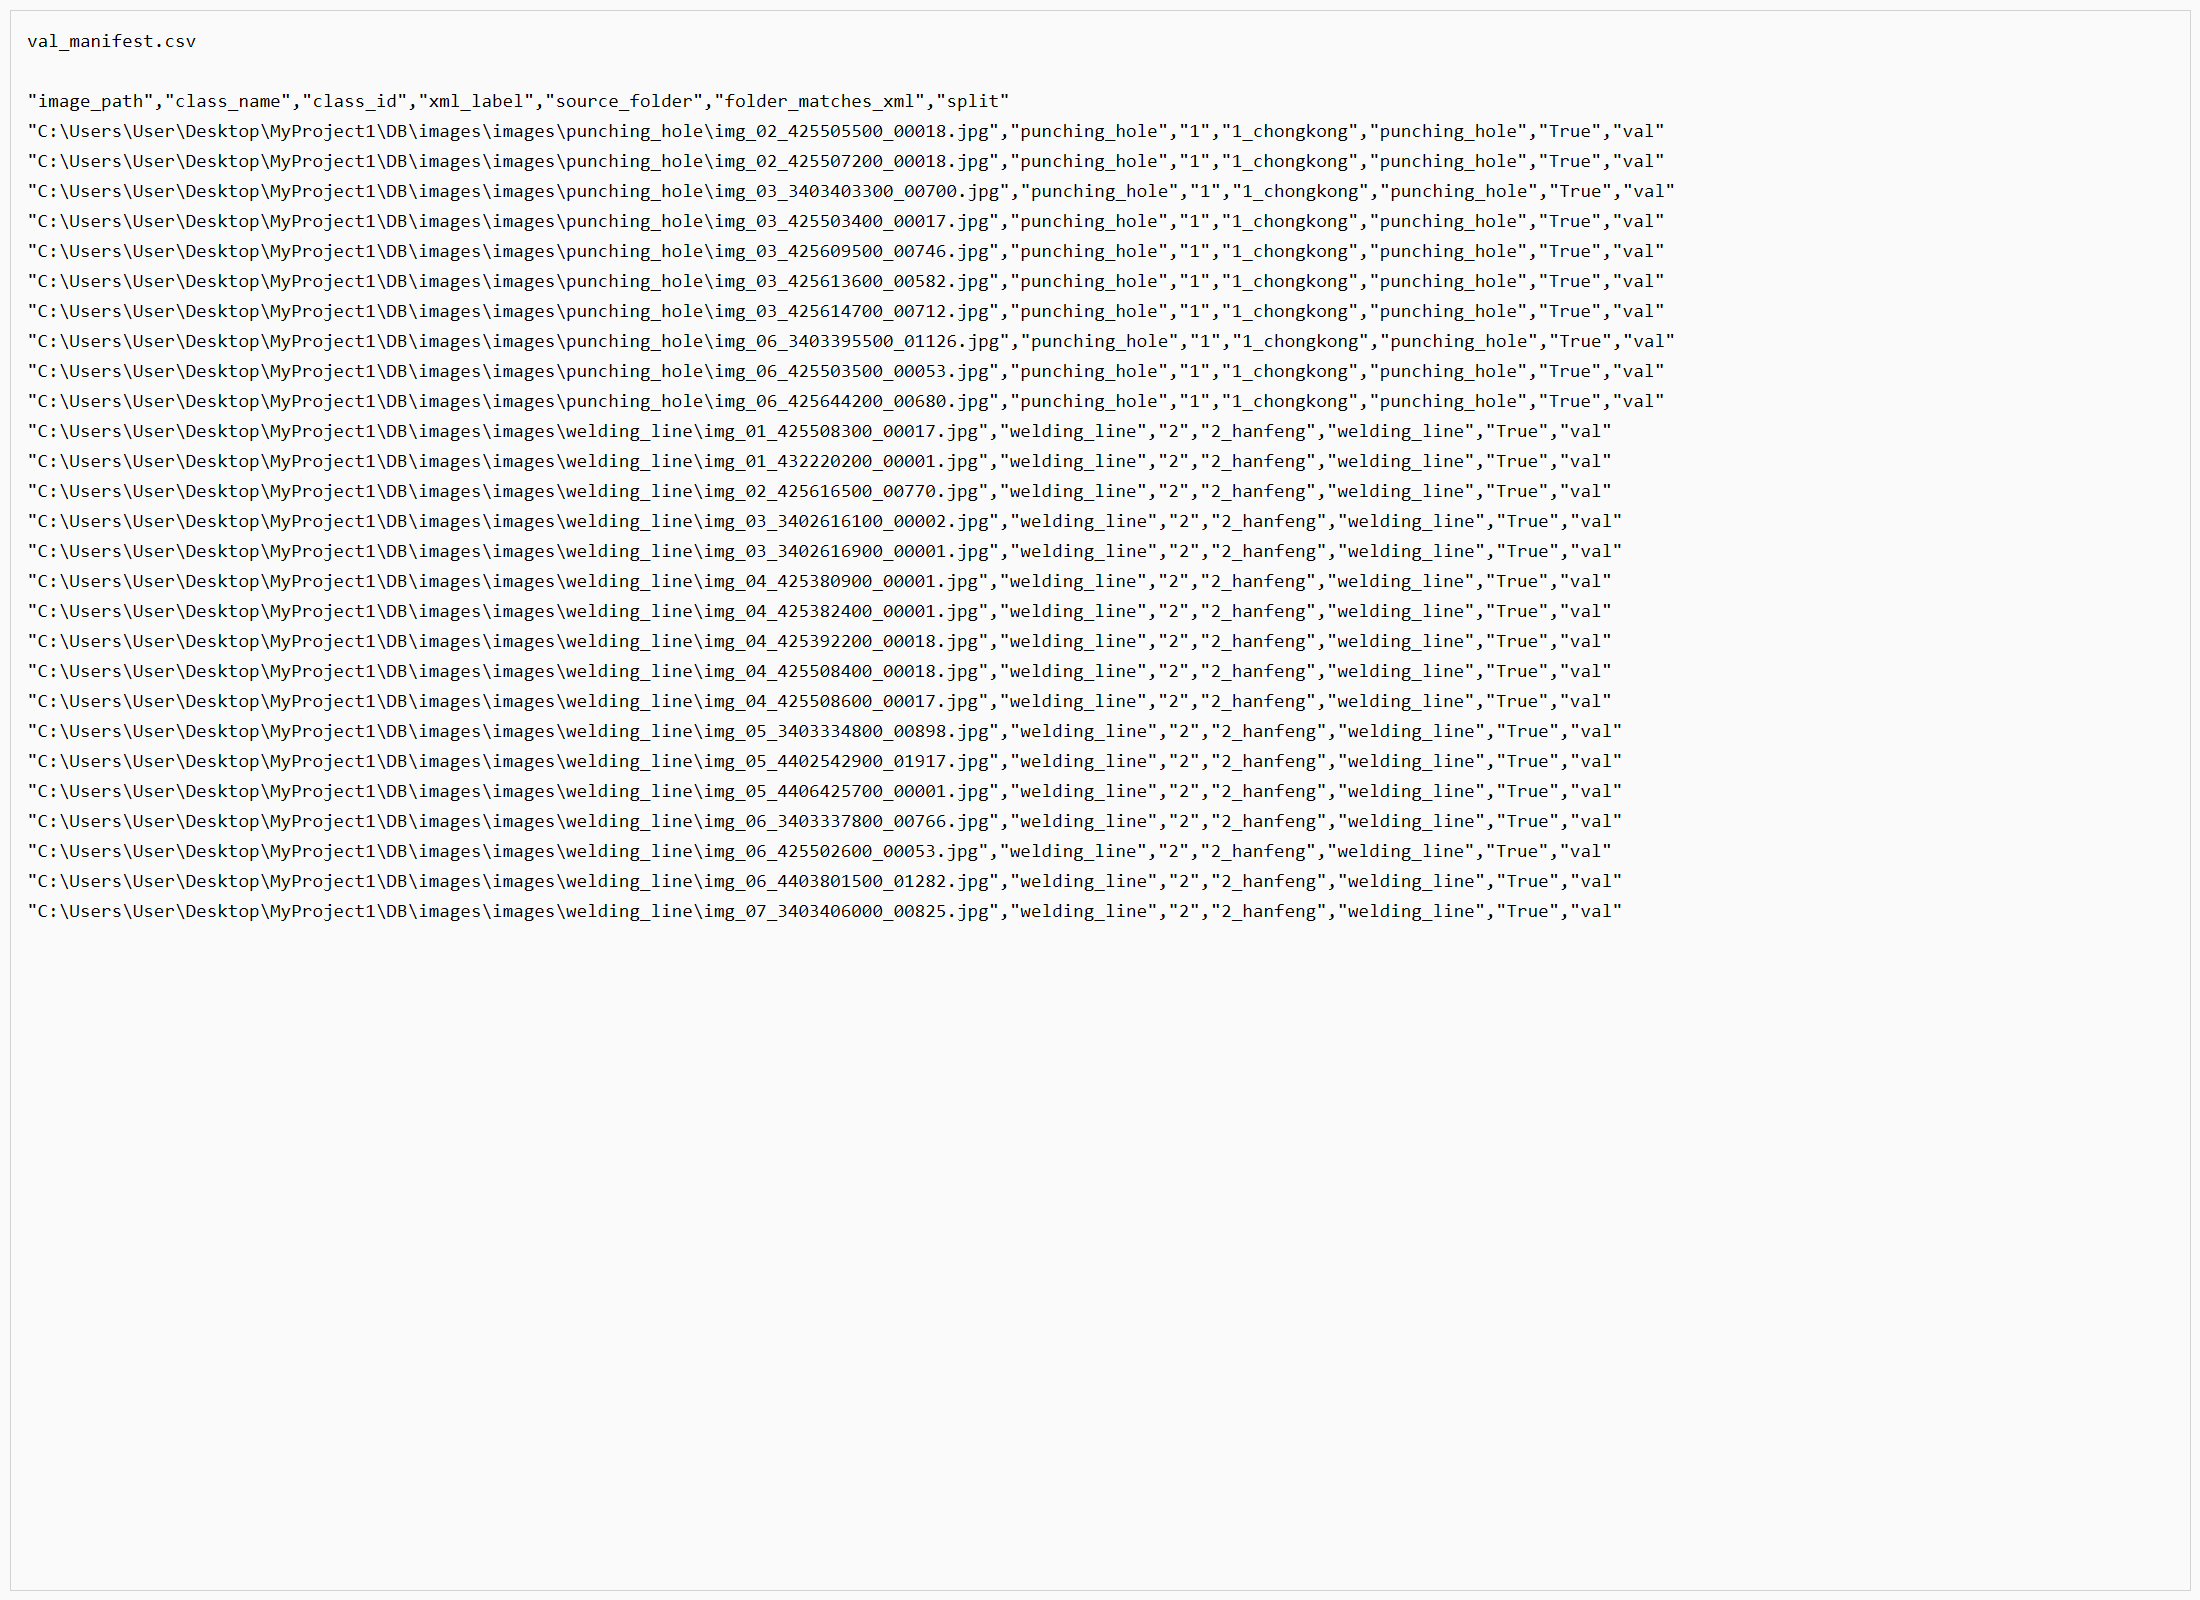 val_manifest.csv
"image_path","class_name","class_id","xml_label","source_folder","folder_matches_xml","split"
"C:\Users\User\Desktop\MyProject1\DB\images\images\punching_hole\img_02_425505500_00018.jpg","punching_hole","1","1_chongkong","punching_hole","True","val"
"C:\Users\User\Desktop\MyProject1\DB\images\images\punching_hole\img_02_425507200_00018.jpg","punching_hole","1","1_chongkong","punching_hole","True","val"
"C:\Users\User\Desktop\MyProject1\DB\images\images\punching_hole\img_03_3403403300_00700.jpg","punching_hole","1","1_chongkong","punching_hole","True","val"
"C:\Users\User\Desktop\MyProject1\DB\images\images\punching_hole\img_03_425503400_00017.jpg","punching_hole","1","1_chongkong","punching_hole","True","val"
"C:\Users\User\Desktop\MyProject1\DB\images\images\punching_hole\img_03_425609500_00746.jpg","punching_hole","1","1_chongkong","punching_hole","True","val"
"C:\Users\User\Desktop\MyProject1\DB\images\images\punching_hole\img_03_425613600_00582.jpg","punching_hole","1","1_chongkong","punching_hole","True","val"
"C:\Users\User\Desktop\MyProject1\DB\images\images\punching_hole\img_03_425614700_00712.jpg","punching_hole","1","1_chongkong","punching_hole","True","val"
"C:\Users\User\Desktop\MyProject1\DB\images\images\punching_hole\img_06_3403395500_01126.jpg","punching_hole","1","1_chongkong","punching_hole","True","val"
"C:\Users\User\Desktop\MyProject1\DB\images\images\punching_hole\img_06_425503500_00053.jpg","punching_hole","1","1_chongkong","punching_hole","True","val"
"C:\Users\User\Desktop\MyProject1\DB\images\images\punching_hole\img_06_425644200_00680.jpg","punching_hole","1","1_chongkong","punching_hole","True","val"
"C:\Users\User\Desktop\MyProject1\DB\images\images\welding_line\img_01_425508300_00017.jpg","welding_line","2","2_hanfeng","welding_line","True","val"
"C:\Users\User\Desktop\MyProject1\DB\images\images\welding_line\img_01_432220200_00001.jpg","welding_line","2","2_hanfeng","welding_line","True","val"
"C:\Users\User\Desktop\MyProject1\DB\images\images\welding_line\img_02_425616500_00770.jpg","welding_line","2","2_hanfeng","welding_line","True","val"
"C:\Users\User\Desktop\MyProject1\DB\images\images\welding_line\img_03_3402616100_00002.jpg","welding_line","2","2_hanfeng","welding_line","True","val"
"C:\Users\User\Desktop\MyProject1\DB\images\images\welding_line\img_03_3402616900_00001.jpg","welding_line","2","2_hanfeng","welding_line","True","val"
"C:\Users\User\Desktop\MyProject1\DB\images\images\welding_line\img_04_425380900_00001.jpg","welding_line","2","2_hanfeng","welding_line","True","val"
"C:\Users\User\Desktop\MyProject1\DB\images\images\welding_line\img_04_425382400_00001.jpg","welding_line","2","2_hanfeng","welding_line","True","val"
"C:\Users\User\Desktop\MyProject1\DB\images\images\welding_line\img_04_425392200_00018.jpg","welding_line","2","2_hanfeng","welding_line","True","val"
"C:\Users\User\Desktop\MyProject1\DB\images\images\welding_line\img_04_425508400_00018.jpg","welding_line","2","2_hanfeng","welding_line","True","val"
"C:\Users\User\Desktop\MyProject1\DB\images\images\welding_line\img_04_425508600_00017.jpg","welding_line","2","2_hanfeng","welding_line","True","val"
"C:\Users\User\Desktop\MyProject1\DB\images\images\welding_line\img_05_3403334800_00898.jpg","welding_line","2","2_hanfeng","welding_line","True","val"
"C:\Users\User\Desktop\MyProject1\DB\images\images\welding_line\img_05_4402542900_01917.jpg","welding_line","2","2_hanfeng","welding_line","True","val"
"C:\Users\User\Desktop\MyProject1\DB\images\images\welding_line\img_05_4406425700_00001.jpg","welding_line","2","2_hanfeng","welding_line","True","val"
"C:\Users\User\Desktop\MyProject1\DB\images\images\welding_line\img_06_3403337800_00766.jpg","welding_line","2","2_hanfeng","welding_line","True","val"
"C:\Users\User\Desktop\MyProject1\DB\images\images\welding_line\img_06_425502600_00053.jpg","welding_line","2","2_hanfeng","welding_line","True","val"
"C:\Users\User\Desktop\MyProject1\DB\images\images\welding_line\img_06_4403801500_01282.jpg","welding_line","2","2_hanfeng","welding_line","True","val"
"C:\Users\User\Desktop\MyProject1\DB\images\images\welding_line\img_07_3403406000_00825.jpg","welding_line","2","2_hanfeng","welding_line","True","val"